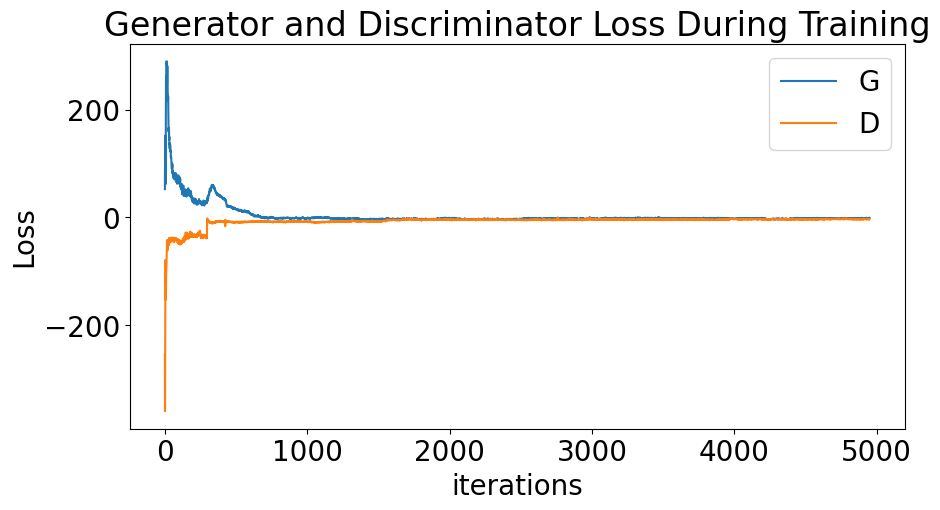 Generator and Discriminator Loss During Training
G
D
Loss
200
0
−200
0 1000 2000 3000 4000 5000
iterations